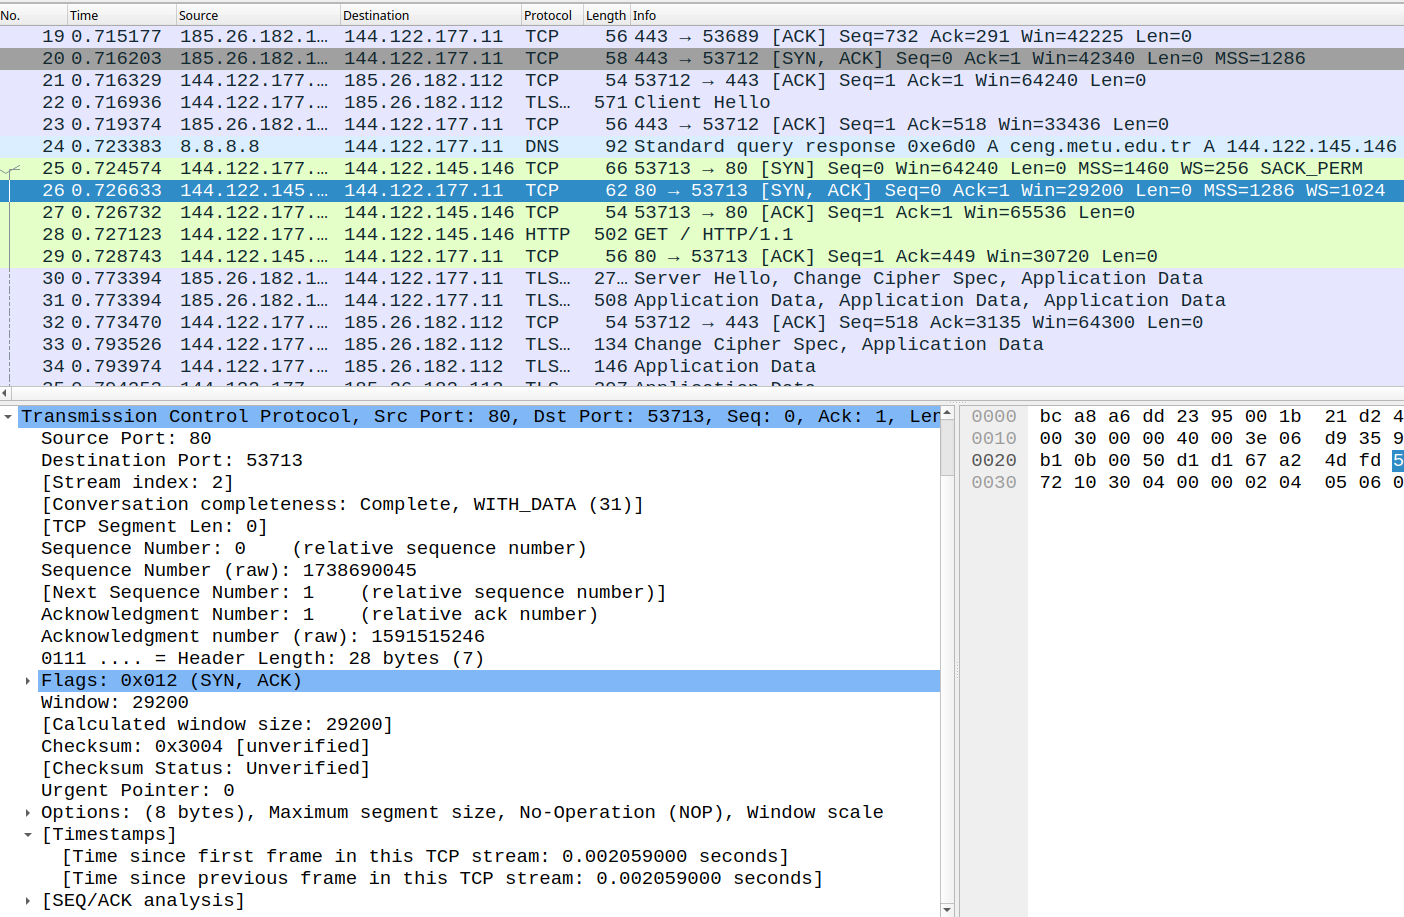 No. Time Source Destination Protocol Length Info
19 0.715177 185.26.182.1… 144.122.177.11 TCP 56 443 → 53689 [ACK] Seq=732 Ack=291 Win=42225 Len=0
20 0.716203 185.26.182.1… 144.122.177.11 TCP 58 443 → 53712 [SYN, ACK] Seq=0 Ack=1 Win=42340 Len=0 MSS=1286
21 0.716329 144.122.177.… 185.26.182.112 TCP 54 53712 → 443 [ACK] Seq=1 Ack=1 Win=64240 Len=0
22 0.716936 144.122.177.… 185.26.182.112 TLS… 571 Client Hello
23 0.719374 185.26.182.1… 144.122.177.11 TCP 56 443 → 53712 [ACK] Seq=1 Ack=518 Win=33436 Len=0
24 0.723383 8.8.8.8 144.122.177.11 DNS 92 Standard query response 0xe6d0 A ceng.metu.edu.tr A 144.122.145.146
25 0.724574 144.122.177.… 144.122.145.146 TCP 66 53713 → 80 [SYN] Seq=0 Win=64240 Len=0 MSS=1460 WS=256 SACK_PERM
26 0.726633 144.122.145.… 144.122.177.11 TCP 62 80 → 53713 [SYN, ACK] Seq=0 Ack=1 Win=29200 Len=0 MSS=1286 WS=1024
27 0.726732 144.122.177.… 144.122.145.146 TCP 54 53713 → 80 [ACK] Seq=1 Ack=1 Win=65536 Len=0
28 0.727123 144.122.177.… 144.122.145.146 HTTP 502 GET / HTTP/1.1
29 0.728743 144.122.145.… 144.122.177.11 TCP 56 80 → 53713 [ACK] Seq=1 Ack=449 Win=30720 Len=0
30 0.773394 185.26.182.1… 144.122.177.11 TLS… 27… Server Hello, Change Cipher Spec, Application Data
31 0.773394 185.26.182.1… 144.122.177.11 TLS… 508 Application Data, Application Data, Application Data
32 0.773470 144.122.177.… 185.26.182.112 TCP 54 53712 → 443 [ACK] Seq=518 Ack=3135 Win=64300 Len=0
33 0.793526 144.122.177.… 185.26.182.112 TLS… 134 Change Cipher Spec, Application Data
34 0.793974 144.122.177.… 185.26.182.112 TLS… 146 Application Data
Transmission Control Protocol, Src Port: 80, Dst Port: 53713, Seq: 0, Ack: 1, Len
Source Port: 80
Destination Port: 53713
[Stream index: 2]
[Conversation completeness: Complete, WITH_DATA (31)]
[TCP Segment Len: 0]
Sequence Number: 0 (relative sequence number)
Sequence Number (raw): 1738690045
[Next Sequence Number: 1 (relative sequence number)]
Acknowledgment Number: 1 (relative ack number)
Acknowledgment number (raw): 1591515246
0111 .... = Header Length: 28 bytes (7)
Flags: 0x012 (SYN, ACK)
Window: 29200
[Calculated window size: 29200]
Checksum: 0x3004 [unverified]
[Checksum Status: Unverified]
Urgent Pointer: 0
Options: (8 bytes), Maximum segment size, No-Operation (NOP), Window scale
[Timestamps]
[Time since first frame in this TCP stream: 0.002059000 seconds]
[Time since previous frame in this TCP stream: 0.002059000 seconds]
[SEQ/ACK analysis]
0000 bc a8 a6 dd 23 95 00 1b 21 d2 4
0010 00 30 00 00 40 00 3e 06 d9 35 9
0020 b1 0b 00 50 d1 d1 67 a2 4d fd 5
0030 72 10 30 04 00 00 02 04 05 06 0